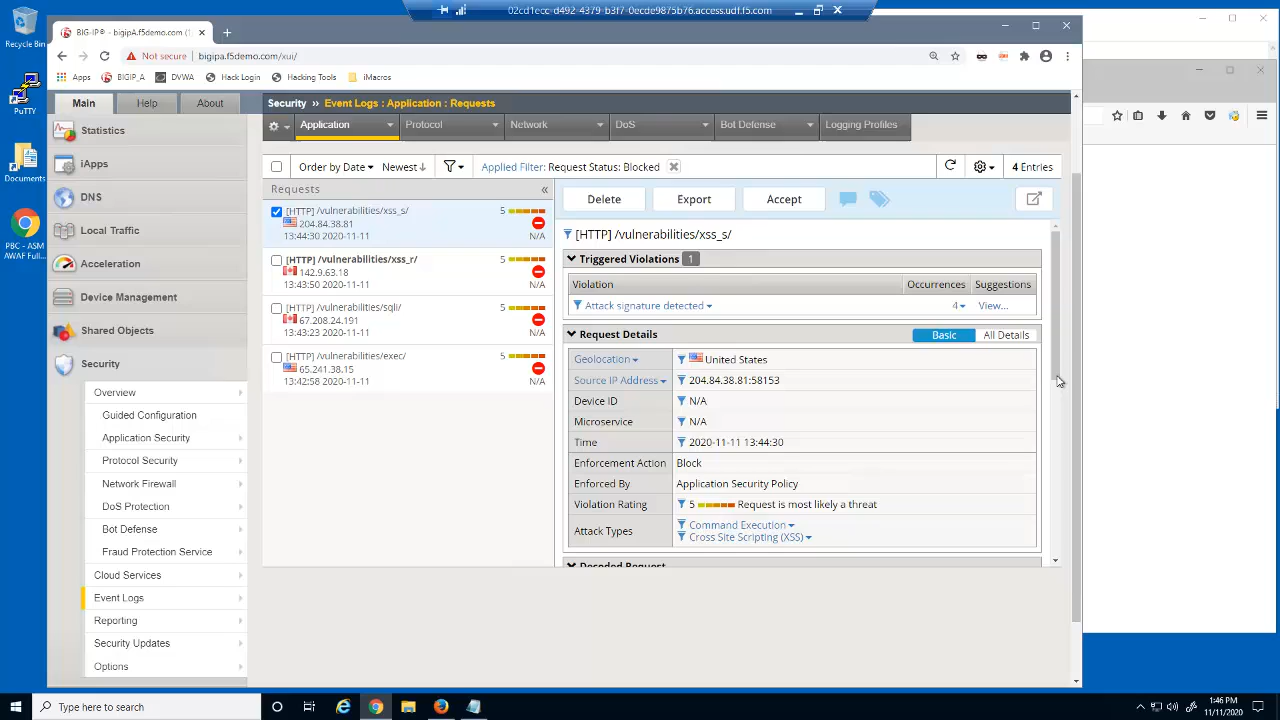 02cd1ecc-d492-4379-b3f7-0ecde9875b76.access.udf.f5.com
Recycle Bin
PuTTY
Documents
PBC - ASM
AWAF Full...
BIG-IP® - bigipA.f5demo.com (1
Not secure bigipa.f5demo.com/xui/
Apps BIGIP_A DVWA Hack Login Hacking Tools iMacros
Main Help About
Security ›› Event Logs : Application : Requests
Application Protocol Network DoS Bot Defense Logging Profiles
Order by Date Newest Applied Filter: Request Status: Blocked 4 Entries
Statistics
iApps
DNS
Local Traffic
Acceleration
Device Management
Shared Objects
Security
Overview
Guided Configuration
Application Security
Protocol Security
Network Firewall
DoS Protection
Bot Defense
Fraud Protection Service
Cloud Services
Event Logs
Reporting
Security Updates
Options
Requests «
[HTTP] /vulnerabilities/xss_s/ 5
204.84.38.81
13:44:30 2020-11-11 N/A
[HTTP] /vulnerabilities/xss_r/ 5
142.9.63.18
13:43:50 2020-11-11 N/A
[HTTP] /vulnerabilities/sqli/ 5
67.208.24.191
13:43:23 2020-11-11 N/A
[HTTP] /vulnerabilities/exec/ 5
65.241.38.15
13:42:58 2020-11-11 N/A
Delete Export Accept
[HTTP] /vulnerabilities/xss_s/
Triggered Violations 1
Violation Occurrences Suggestions
Attack signature detected 4 View...
Request Details Basic All Details
Geolocation United States
Source IP Address 204.84.38.81:58153
Device ID N/A
Microservice N/A
Time 2020-11-11 13:44:30
Enforcement Action Block
Enforced By Application Security Policy
Violation Rating 5 Request is most likely a threat
Attack Types Command Execution
Cross Site Scripting (XSS)
Decoded Request
Type here to search
1:46 PM
11/11/2020